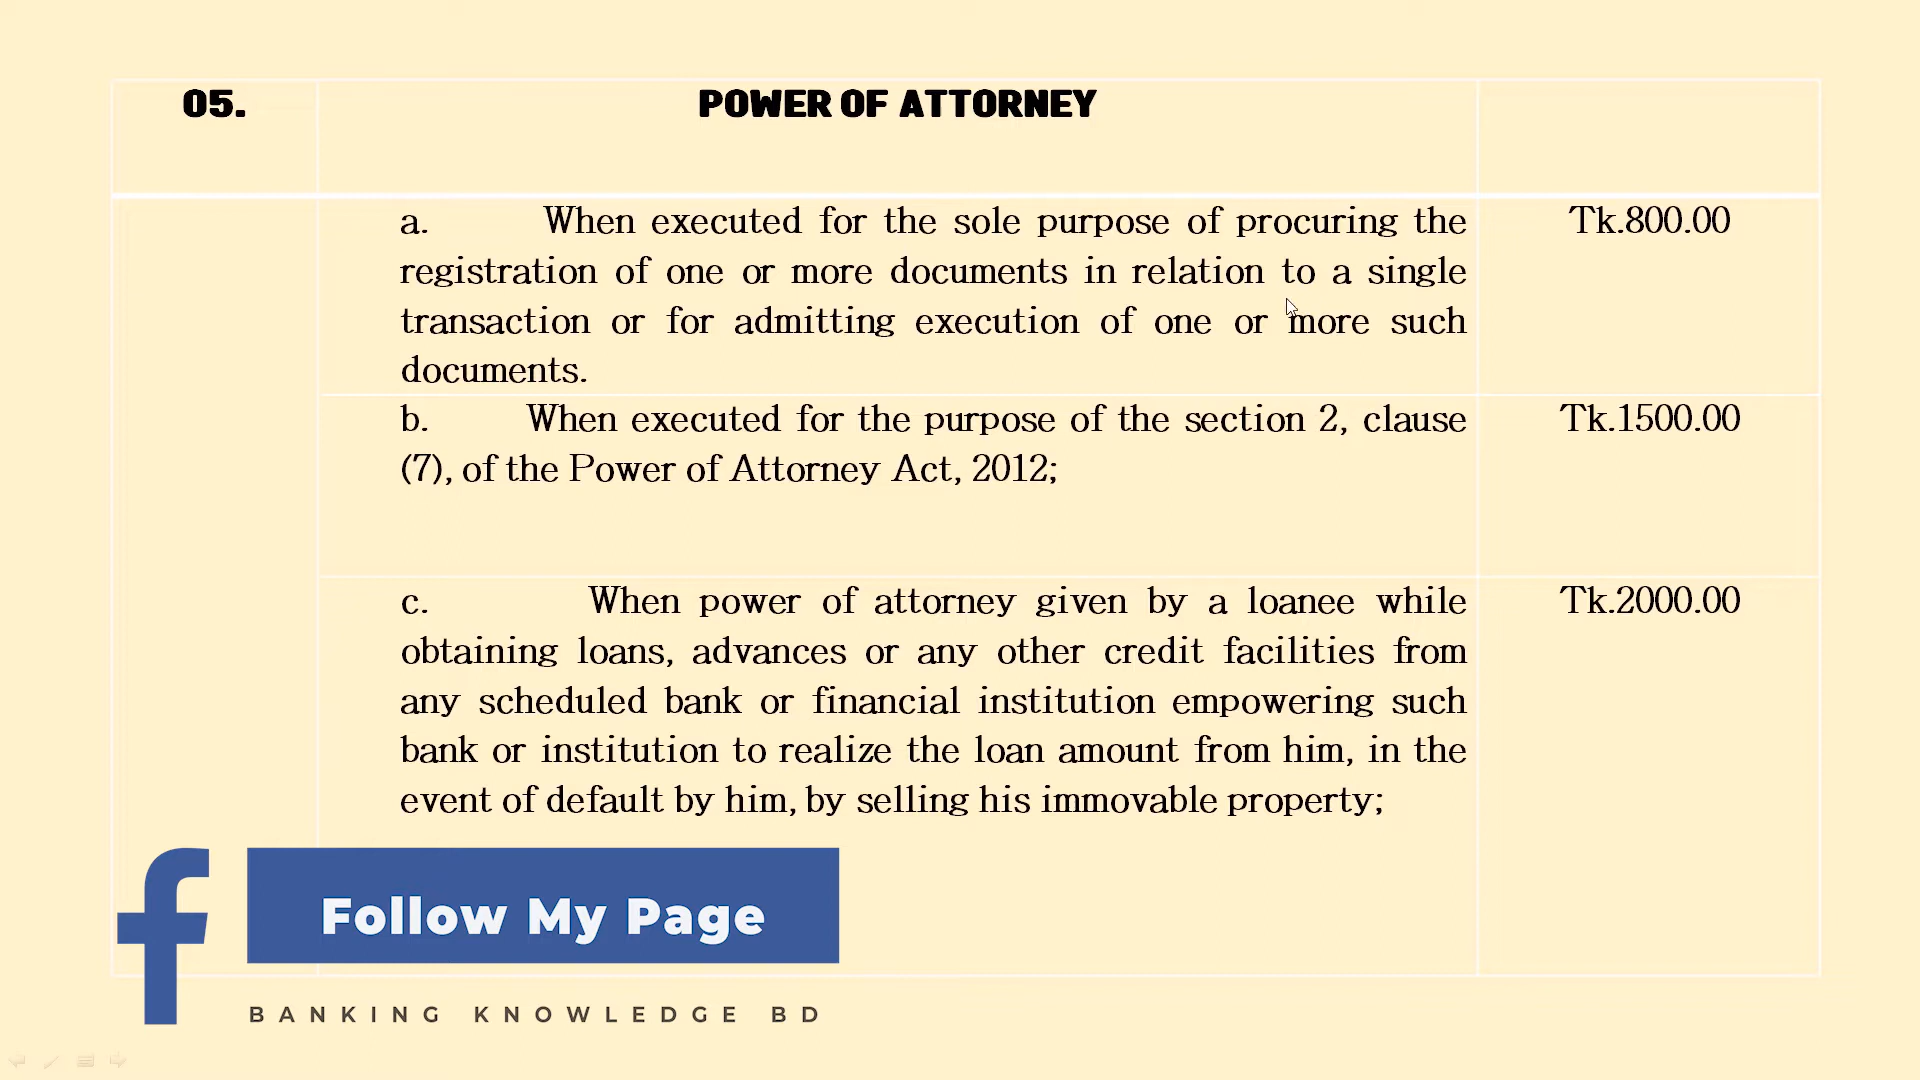 05. POWER OF ATTORNEY
a. When executed for the sole purpose of procuring the Tk.800.00
registration of one or more documents in relation to a single
transaction or for admitting execution of one or more such
documents.
b. When executed for the purpose of the section 2, clause Tk.1500.00
(7), of the Power of Attorney Act, 2012;
c. When power of attorney given by a loanee while Tk.2000.00
obtaining loans, advances or any other credit facilities from
any scheduled bank or financial institution empowering such
bank or institution to realize the loan amount from him, in the
event of default by him, by selling his immovable property;
f Follow My Page
BANKING KNOWLEDGE BD